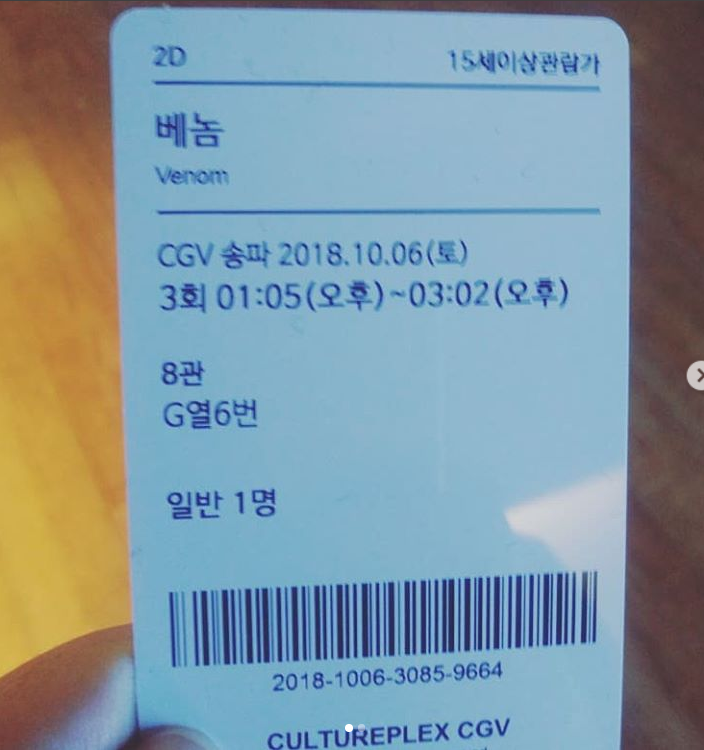 2D 15세이상관람가
베놈
Venom
CGV 송파 2018.10.06(토)
3회 01:05(오후)~03:02(오후)
8관
G열6번
일반 1명
2018-1006-3085-9664
CULTUREPLEX CGV